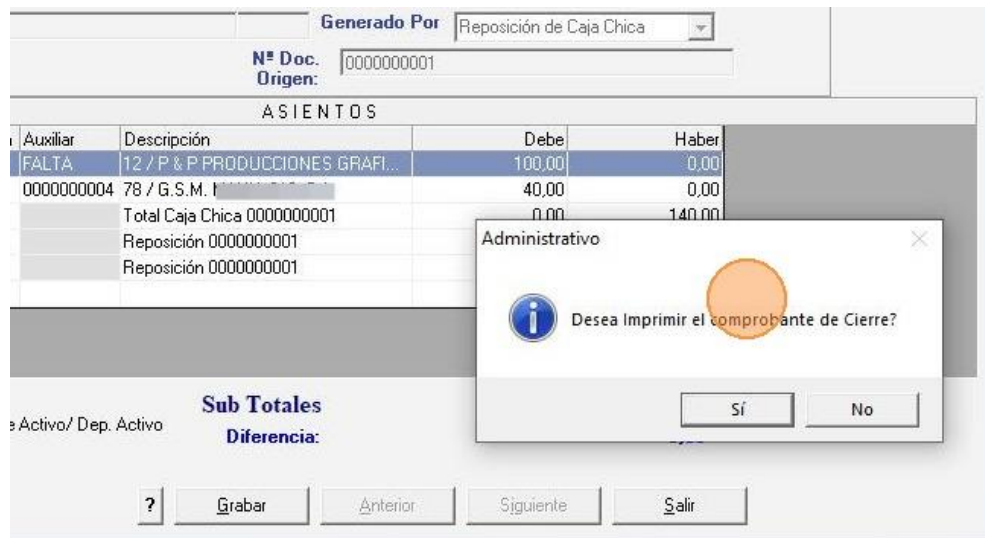 Generado Por Reposición de Caja Chica
Nº Doc. Origen: 0000000001
ASIENTOS
Auxiliar Descripción Debe Haber
FALTA 12 / P & P PRODUCCIONES GRAFI... 100,00 0,00
0000000004 78 / G.S.M. 40,00 0,00
Total Caja Chica 0000000001 0,00 140,00
Reposición 0000000001
Reposición 0000000001
Administrativo
Desea Imprimir el comprobante de Cierre?
Sí No
Sub Totales
e Activo/ Dep. Activo
Diferencia:
? Grabar Anterior Siguiente Salir